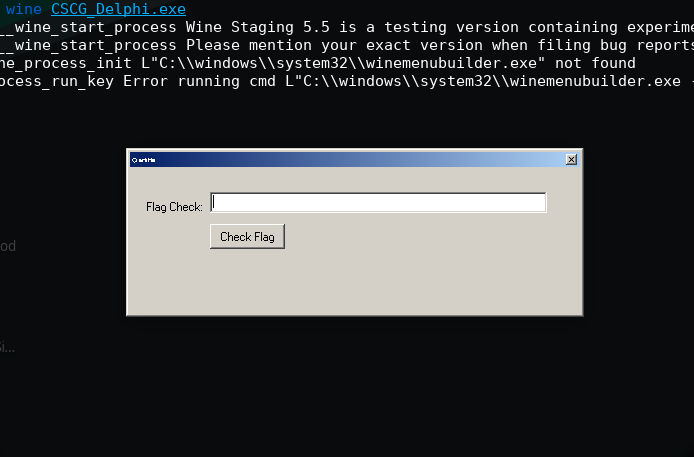 wine CSCG_Delphi.exe
__wine_start_process Wine Staging 5.5 is a testing version containing experime
__wine_start_process Please mention your exact version when filing bug reports
ne_process_init L"C:\\windows\\system32\\winemenubuilder.exe" not found
ocess_run_key Error running cmd L"C:\\windows\\system32\\winemenubuilder.exe -
Flag Check:
Check Flag
od
Si...